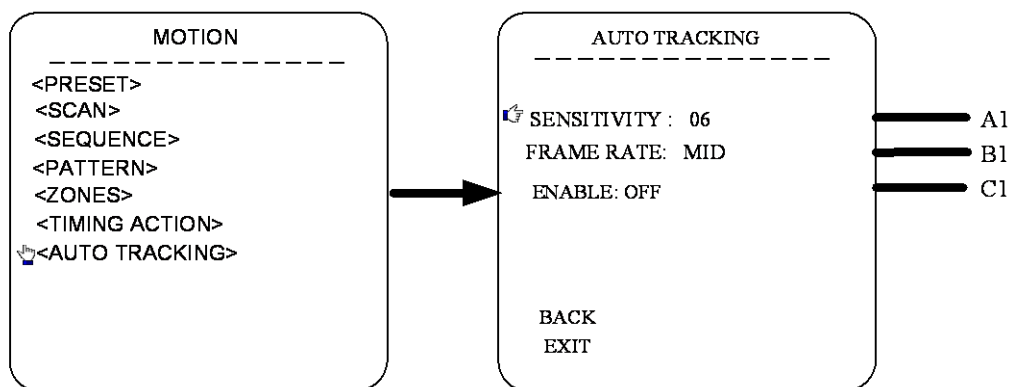 MOTION
<PRESET>
<SCAN>
<SEQUENCE>
<PATTERN>
<ZONES>
<TIMING ACTION>
<AUTO TRACKING>
AUTO TRACKING
SENSITIVITY : 06
FRAME RATE: MID
ENABLE: OFF
BACK
EXIT
A1
B1
C1